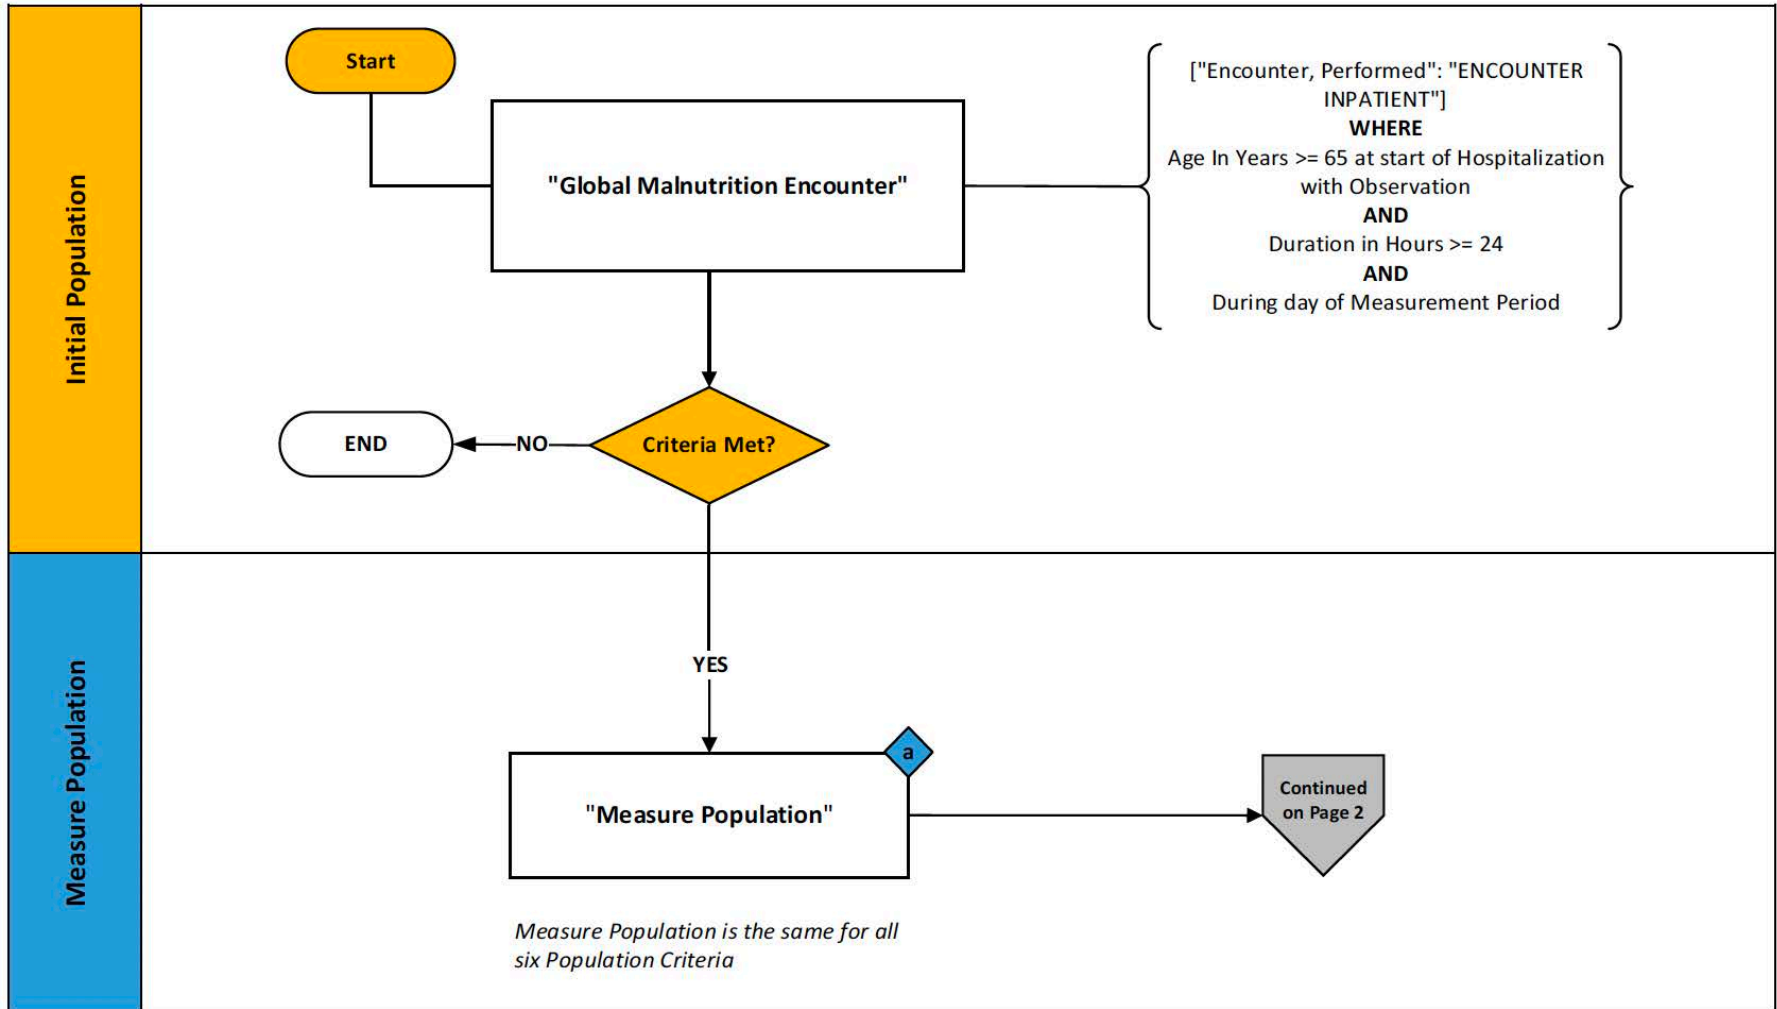 Initial Population
Start
"Global Malnutrition Encounter"
["Encounter, Performed": "ENCOUNTER
INPATIENT"]
WHERE
Age In Years >= 65 at start of Hospitalization
with Observation
AND
Duration in Hours >= 24
AND
During day of Measurement Period
END
NO
Criteria Met?
Measure Population
YES
a
"Measure Population"
Continued
on Page 2
Measure Population is the same for all
six Population Criteria